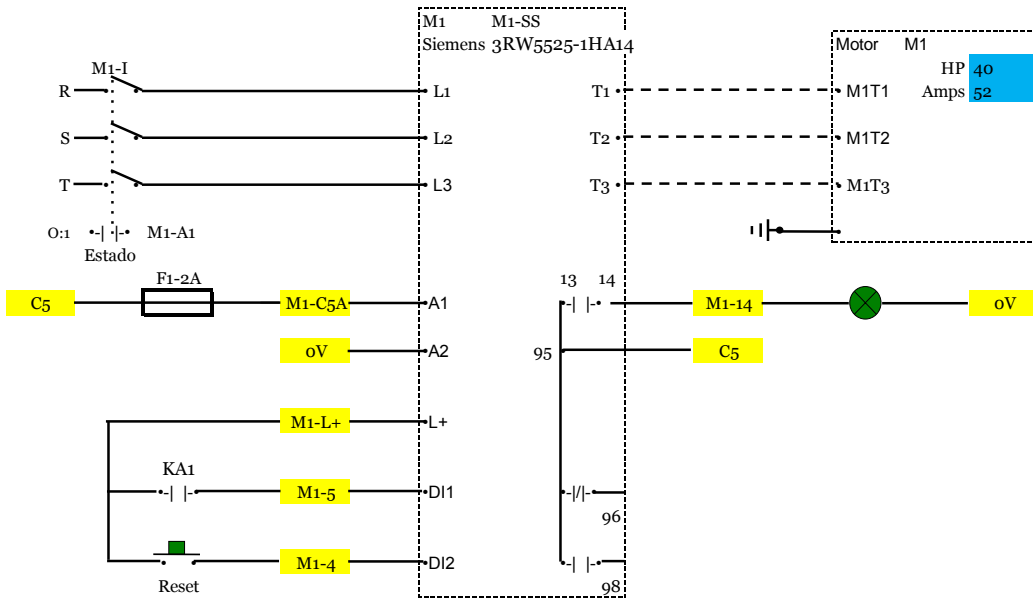 M1 M1-SS
Siemens 3RW5525-1HA14
Motor M1
HP 40
Amps 52
M1-I
R L1 T1 M1T1
S L2 T2 M1T2
T L3 T3 M1T3
O:1 M1-A1
Estado
F1-2A 13 14
C5 M1-C5A A1 M1-14 0V
0V A2 95 C5
M1-L+ L+
KA1
M1-5 DI1
96
M1-4 DI2
Reset 98